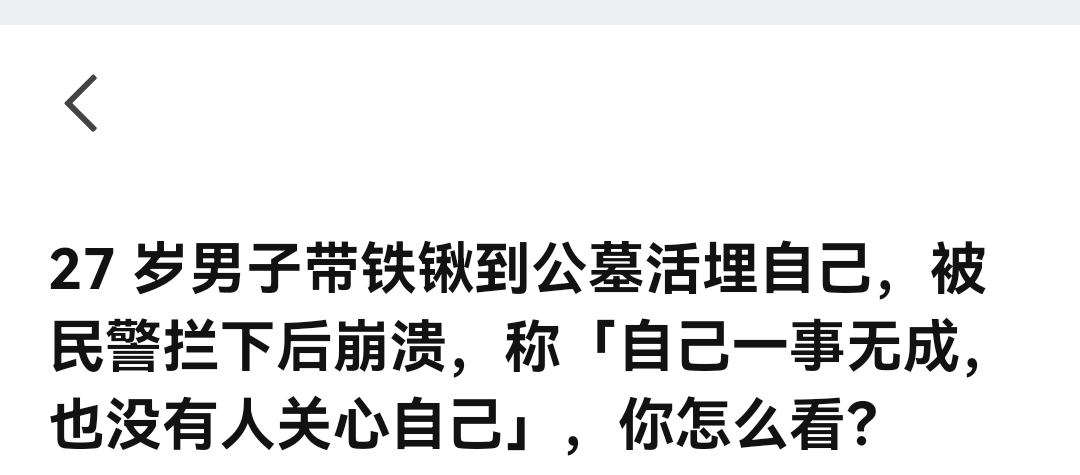 27 岁男子带铁锹到公墓活埋自己，被
民警拦下后崩溃，称「自己一事无成，
也没有人关心自己」，你怎么看？